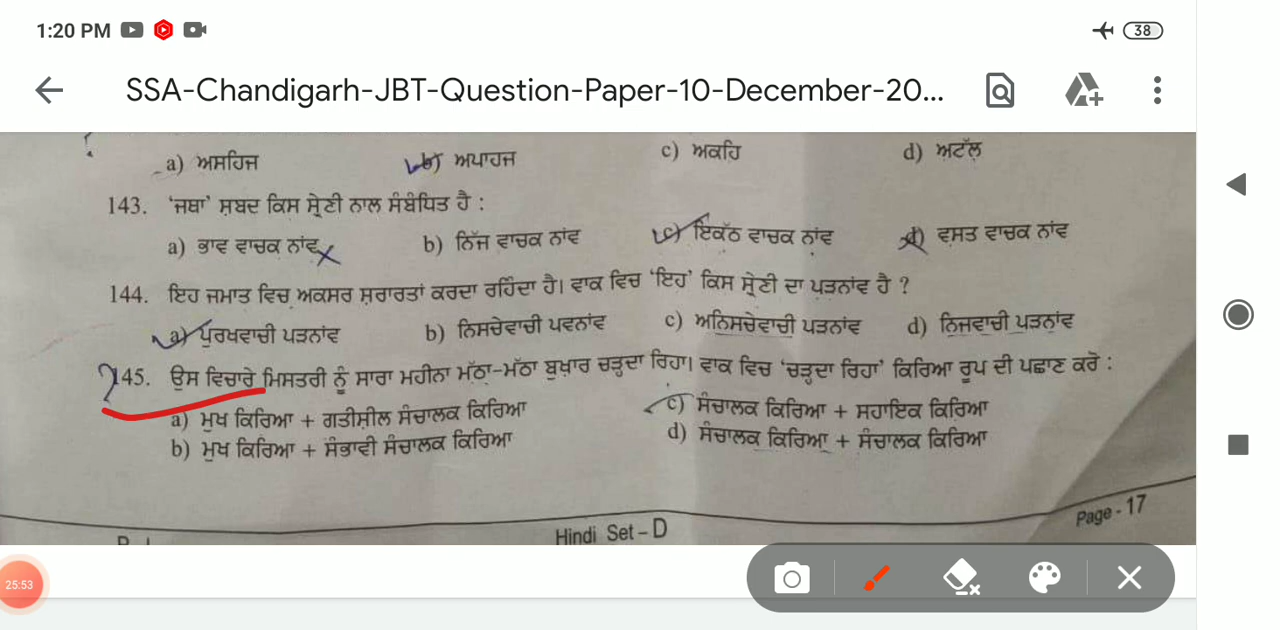 1:20 PM
38
SSA-Chandigarh-JBT-Question-Paper-10-December-20...
a) ਅਸਹਿਜ b) ਅਪਾਹਜ c) ਅਕਹਿ d) ਅਟੱਲ਼
143. 'ਜਥਾ' ਸ਼ਬਦ ਕਿਸ ਸ਼੍ਰੇਣੀ ਨਾਲ ਸੰਬੰਧਿਤ ਹੈ :
a) ਭਾਵ ਵਾਚਕ ਨਾਂਵ b) ਨਿੱਜ ਵਾਚਕ ਨਾਂਵ c) ਇਕੱਠ ਵਾਚਕ ਨਾਂਵ d) ਵਸਤ ਵਾਚਕ ਨਾਂਵ
144. ਇਹ ਜਮਾਤ ਵਿਚ ਅਕਸਰ ਸ਼ਰਾਰਤਾਂ ਕਰਦਾ ਰਹਿੰਦਾ ਹੈ। ਵਾਕ ਵਿਚ 'ਇਹ' ਕਿਸ ਸ਼੍ਰੇਣੀ ਦਾ ਪੜਨਾਂਵ ਹੈ ?
a) ਪੁਰਖਵਾਚੀ ਪੜਨਾਂਵ b) ਨਿਸਚੇਵਾਚੀ ਪਵਨਾਂਵ c) ਅਨਿਸਚੇਵਾਚੀ ਪੜਨਾਂਵ d) ਨਿਜਵਾਚੀ ਪੜਨਾਂਵ
145. ਉਸ ਵਿਚਾਰੇ ਮਿਸਤਰੀ ਨੂੰ ਸਾਰਾ ਮਹੀਨਾ ਮੱਠਾ-ਮੱਠਾ ਬੁਖ਼ਾਰ ਚੜ੍ਹਦਾ ਰਿਹਾ। ਵਾਕ ਵਿਚ 'ਚੜ੍ਹਦਾ ਰਿਹਾ' ਕਿਰਿਆ ਰੂਪ ਦੀ ਪਛਾਣ ਕਰੋ :
a) ਮੁਖ ਕਿਰਿਆ + ਗਤੀਸ਼ੀਲ ਸੰਚਾਲਕ ਕਿਰਿਆ c) ਸੰਚਾਲਕ ਕਿਰਿਆ + ਸਹਾਇਕ ਕਿਰਿਆ
b) ਮੁਖ ਕਿਰਿਆ + ਸੰਭਾਵੀ ਸੰਚਾਲਕ ਕਿਰਿਆ d) ਸੰਚਾਲਕ ਕਿਰਿਆ + ਸੰਚਾਲਕ ਕਿਰਿਆ
Hindi Set – D
Page - 17
25:53